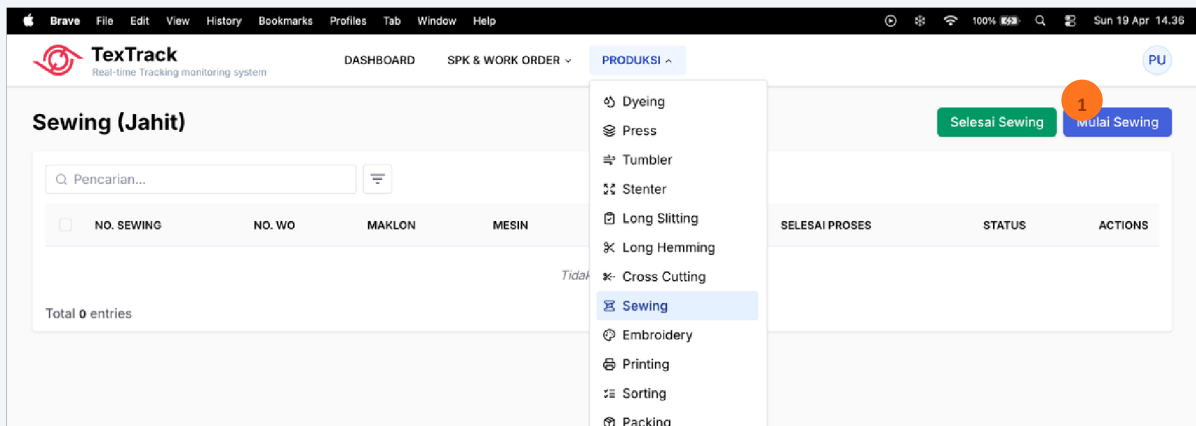 Brave File Edit View History Bookmarks Profiles Tab Window Help 100% Sun 19 Apr 14.36
TexTrack
Real-time Tracking monitoring system
DASHBOARD SPK & WORK ORDER PRODUKSI PU
Sewing (Jahit)
1
Selesai Sewing Mulai Sewing
Pencarian...
NO. SEWING NO. WO MAKLON MESIN SELESAI PROSES STATUS ACTIONS
Total 0 entries
Dyeing
Press
Tumbler
Stenter
Long Slitting
Long Hemming
Cross Cutting
Sewing
Embroidery
Printing
Sorting
Packing